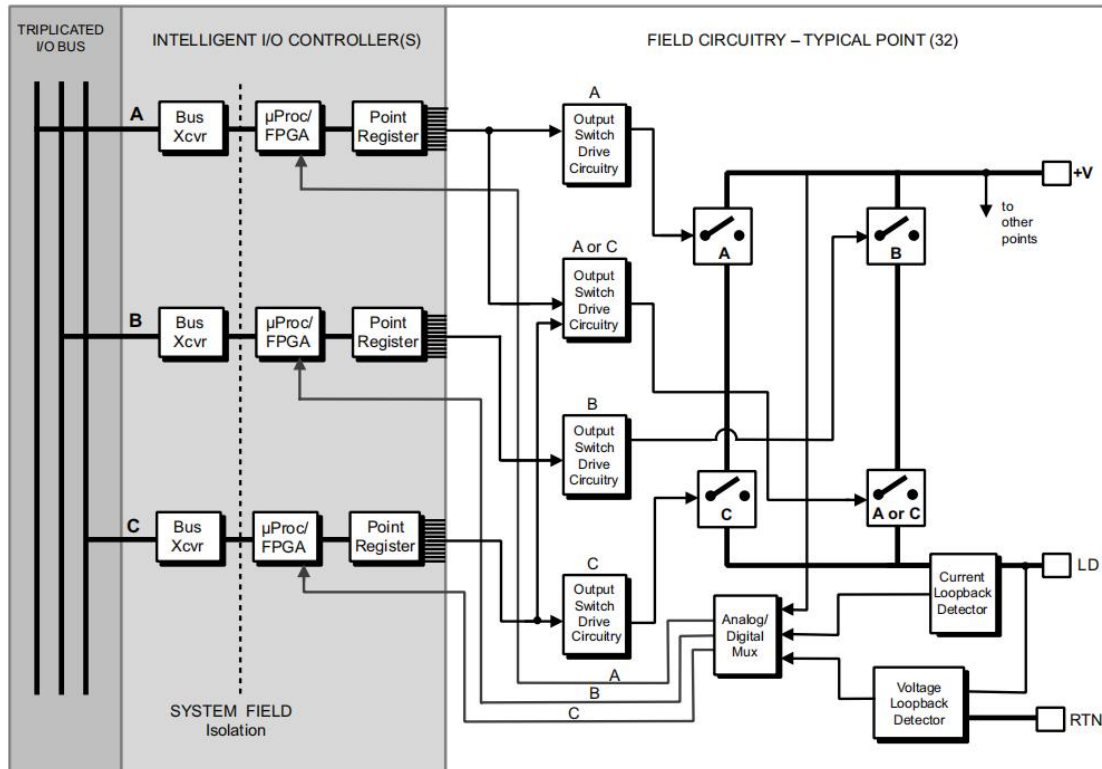 TRIPLICATED
I/O BUS
INTELLIGENT I/O CONTROLLER(S)
FIELD CIRCUITRY – TYPICAL POINT (32)
A
Bus
Xcvr
µProc/
FPGA
Point
Register
A
Output
Switch
Drive
Circuitry
+V
to
other
points
A
B
A or C
Output
Switch
Drive
Circuitry
B
Bus
Xcvr
µProc/
FPGA
Point
Register
B
Output
Switch
Drive
Circuitry
C
A or C
C
Bus
Xcvr
µProc/
FPGA
Point
Register
C
Output
Switch
Drive
Circuitry
Analog/
Digital
Mux
Current
Loopback
Detector
LD
A
B
C
Voltage
Loopback
Detector
RTN
SYSTEM FIELD
Isolation